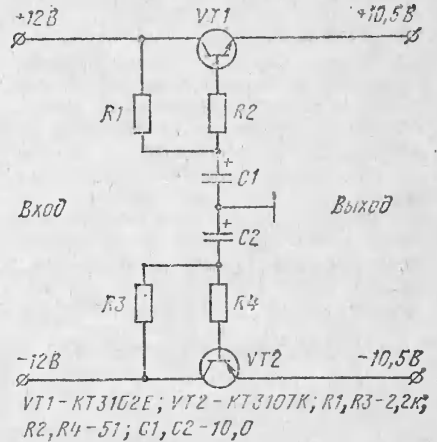 +12В VT1 +10,5В
R1 R2
+
C1
Вход Выход
+
C2
R3 R4
VT2
-12В -10,5В
VT1-КТ3102Е; VT2-КТ3107К; R1, R3-2,2к;
R2, R4-51; C1, C2-10,0